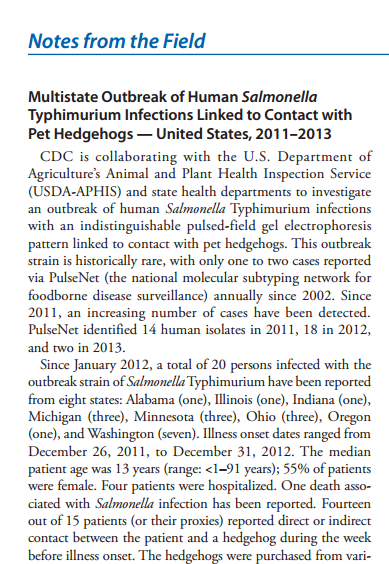 Notes from the Field
Multistate Outbreak of Human Salmonella
Typhimurium Infections Linked to Contact with
Pet Hedgehogs — United States, 2011–2013
CDC is collaborating with the U.S. Department of
Agriculture's Animal and Plant Health Inspection Service
(USDA-APHIS) and state health departments to investigate
an outbreak of human Salmonella Typhimurium infections
with an indistinguishable pulsed-field gel electrophoresis
pattern linked to contact with pet hedgehogs. This outbreak
strain is historically rare, with only one to two cases reported
via PulseNet (the national molecular subtyping network for
foodborne disease surveillance) annually since 2002. Since
2011, an increasing number of cases have been detected.
PulseNet identified 14 human isolates in 2011, 18 in 2012,
and two in 2013.
Since January 2012, a total of 20 persons infected with the
outbreak strain of Salmonella Typhimurium have been reported
from eight states: Alabama (one), Illinois (one), Indiana (one),
Michigan (three), Minnesota (three), Ohio (three), Oregon
(one), and Washington (seven). Illness onset dates ranged from
December 26, 2011, to December 31, 2012. The median
patient age was 13 years (range: <1–91 years); 55% of patients
were female. Four patients were hospitalized. One death asso-
ciated with Salmonella infection has been reported. Fourteen
out of 15 patients (or their proxies) reported direct or indirect
contact between the patient and a hedgehog during the week
before illness onset. The hedgehogs were purchased from vari-